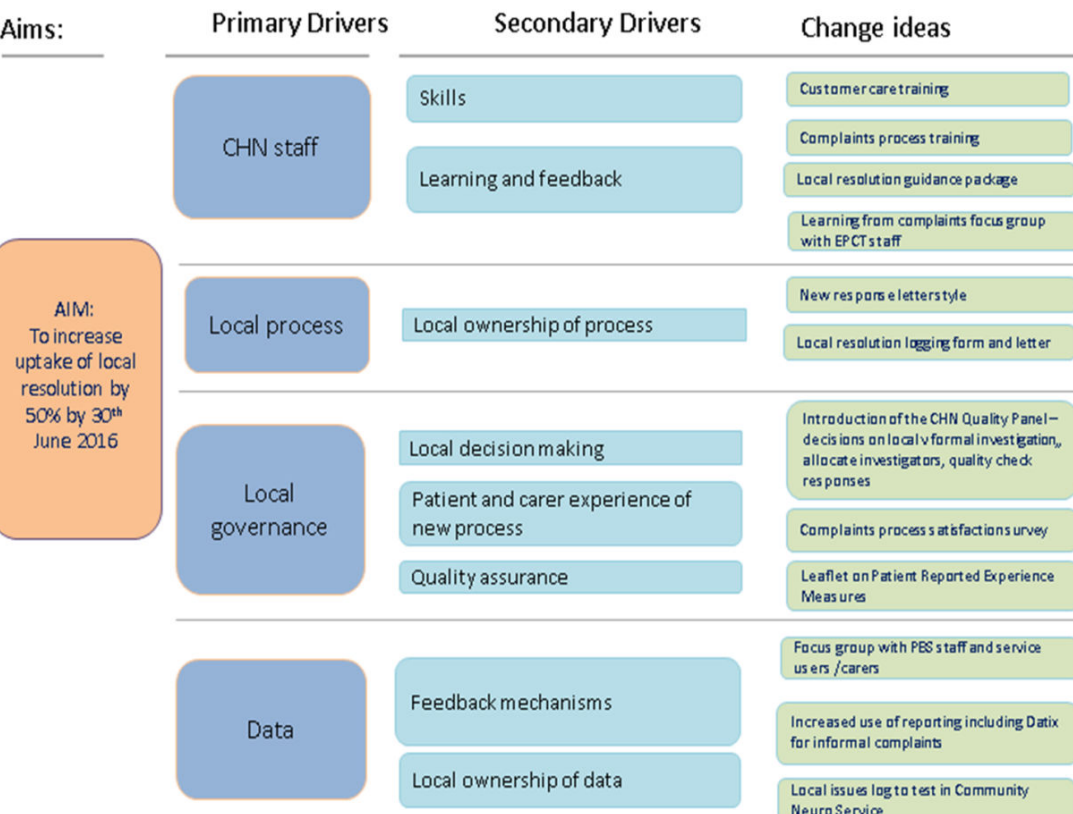 Aims:
Primary Drivers
Secondary Drivers
Change ideas
AIM:
To increase
uptake of local
resolution by
50% by 30th
June 2016
CHN staff
Skills
Learning and feedback
Customer care training
Complaints process training
Local resolution guidance package
Learning from complaints focus group
with EPCT staff
Local process
Local ownership of process
New response letter style
Local resolution logging form and letter
Local
governance
Local decision making
Patient and carer experience of
new process
Quality assurance
Introduction of the CHN Quality Panel –
decisions on local v formal investigation,,
allocate investigators, quality check
responses
Complaints process satisfaction survey
Leaflet on Patient Reported Experience
Measures
Data
Feedback mechanisms
Local ownership of data
Focus group with PBS staff and service
users /carers
Increased use of reporting including Datix
for informal complaints
Local issues log to test in Community
Neuro Service